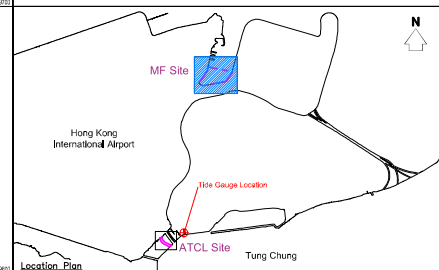 N
MF Site
Hong Kong
International Airport
Tide Gauge Location
ATCL Site
Tung Chung
Location Plan